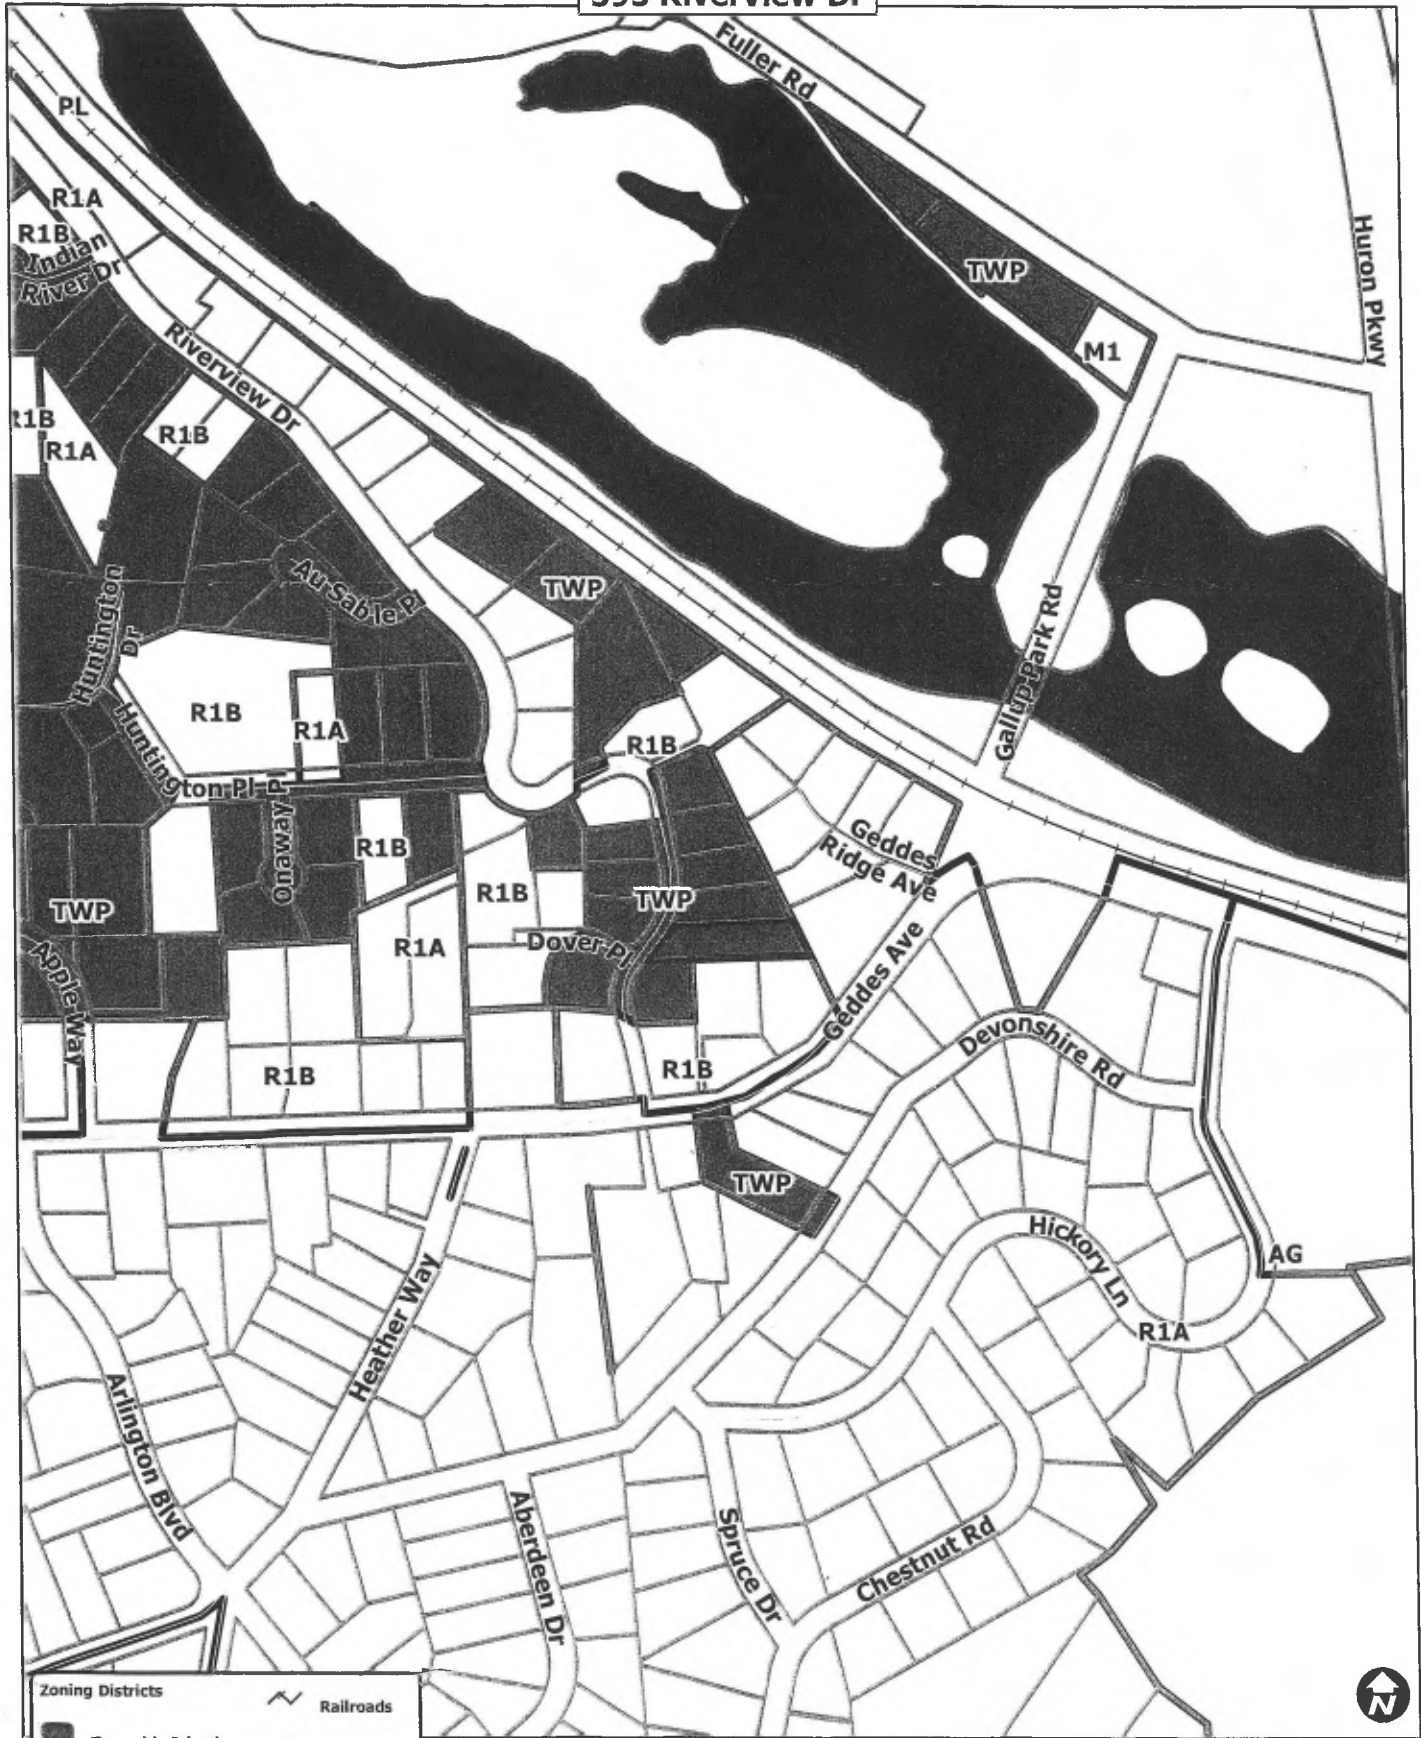 Fuller Rd
PL
R1A
R1B
Indian
River Dr
Huron Pkwy
TWP
M1
Riverview Dr
R1B
R1A
R1B
TWP
Au Sable Pl
Huntington
Dr
Gallup Park Rd
R1B
R1A
R1B
Huntington Pl
Onaway Pl
R1B
Geddes
Ridge Ave
R1B
TWP
TWP
R1A
Dover Pl
Apple Way
Geddes Ave
Devonshire Rd
R1B
R1B
TWP
Hickory Ln
AG
R1A
Heather Way
Arlington Blvd
Aberdeen Dr
Spruce Dr
Chestnut Rd
Zoning Districts
Railroads
N